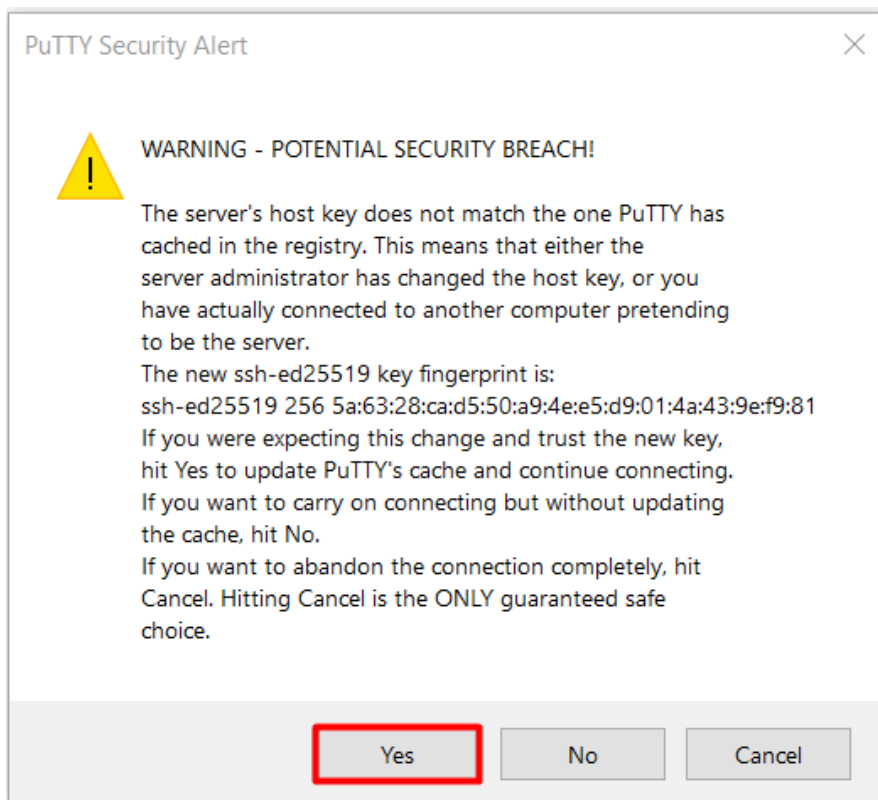 PuTTY Security Alert
WARNING - POTENTIAL SECURITY BREACH!
The server's host key does not match the one PuTTY has
cached in the registry. This means that either the
server administrator has changed the host key, or you
have actually connected to another computer pretending
to be the server.
The new ssh-ed25519 key fingerprint is:
ssh-ed25519 256 5a:63:28:ca:d5:50:a9:4e:e5:d9:01:4a:43:9e:f9:81
If you were expecting this change and trust the new key,
hit Yes to update PuTTY's cache and continue connecting.
If you want to carry on connecting but without updating
the cache, hit No.
If you want to abandon the connection completely, hit
Cancel. Hitting Cancel is the ONLY guaranteed safe
choice.
Yes No Cancel